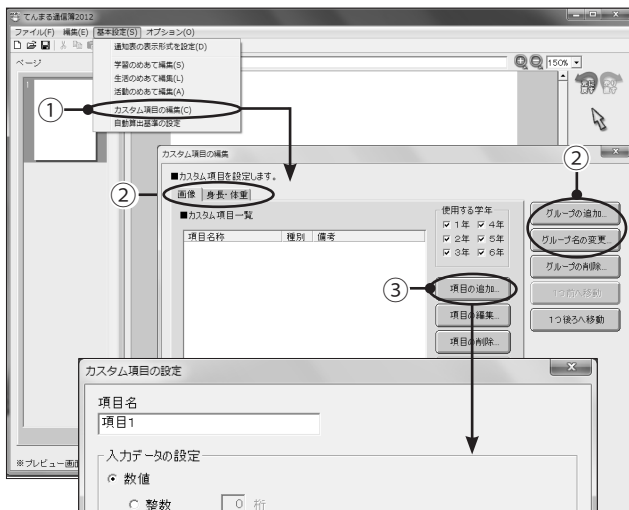 てんまる通信簿2012
ファイル(F) 編集(E) 基本設定(S) オプション(O)
通知表の表示形式を設定(D)
学習のめあて編集(S)
生活のめあて編集(L)
活動のめあて編集(A)
カスタム項目の編集(C)
自動算出基準の設定
ページ
150%
1
①
カスタム項目の編集
■カスタム項目を設定します。
②
画像 身長・体重
■カスタム項目一覧
項目名称 種別 備考
使用する学年
1年 4年
2年 5年
3年 6年
②
グループの追加...
グループ名の変更...
グループの削除...
1つ前へ移動
1つ後ろへ移動
③
項目の追加...
項目の編集...
項目の削除...
カスタム項目の設定
項目名
項目1
入力データの設定
数値
整数 0 桁
※プレビュー画面